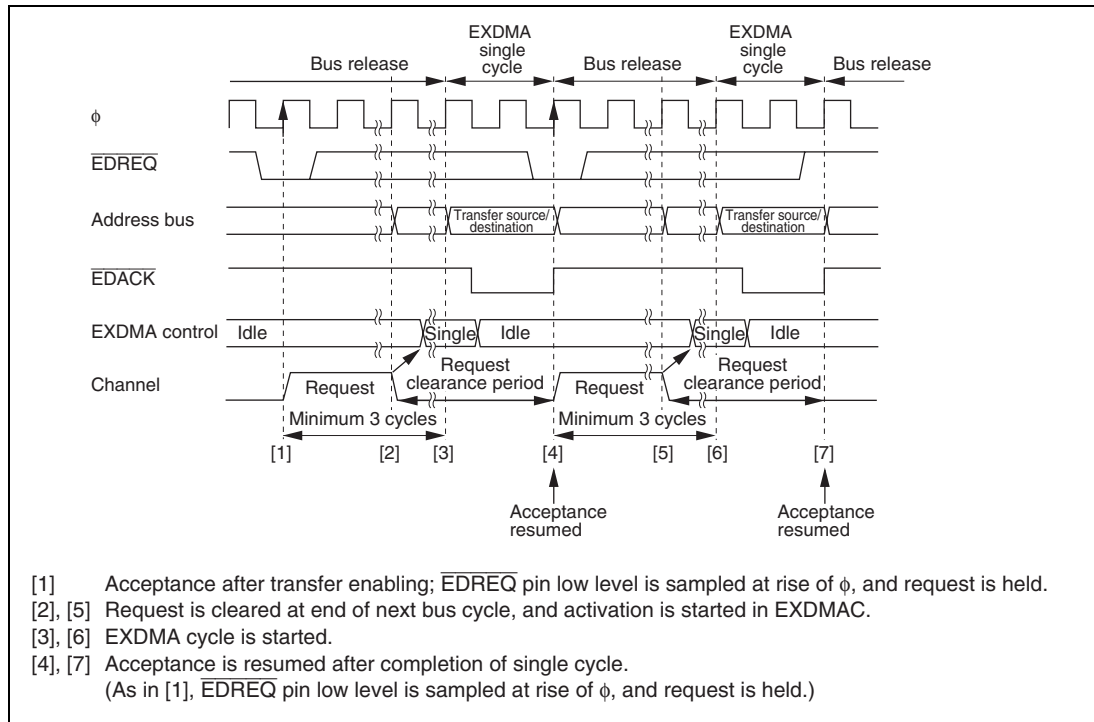 EXDMA single cycle
EXDMA single cycle
Bus release
Bus release
Bus release
φ
EDREQ
Address bus
Transfer source/ destination
Transfer source/ destination
EDACK
EXDMA control
Idle
Single
Idle
Single
Idle
Channel
Request
Request clearance period
Request
Request clearance period
Minimum 3 cycles
Minimum 3 cycles
[1]
[2]
[3]
[4]
[5]
[6]
[7]
Acceptance resumed
Acceptance resumed
[1] Acceptance after transfer enabling; EDREQ pin low level is sampled at rise of φ, and request is held.
[2], [5] Request is cleared at end of next bus cycle, and activation is started in EXDMAC.
[3], [6] EXDMA cycle is started.
[4], [7] Acceptance is resumed after completion of single cycle.
(As in [1], EDREQ pin low level is sampled at rise of φ, and request is held.)